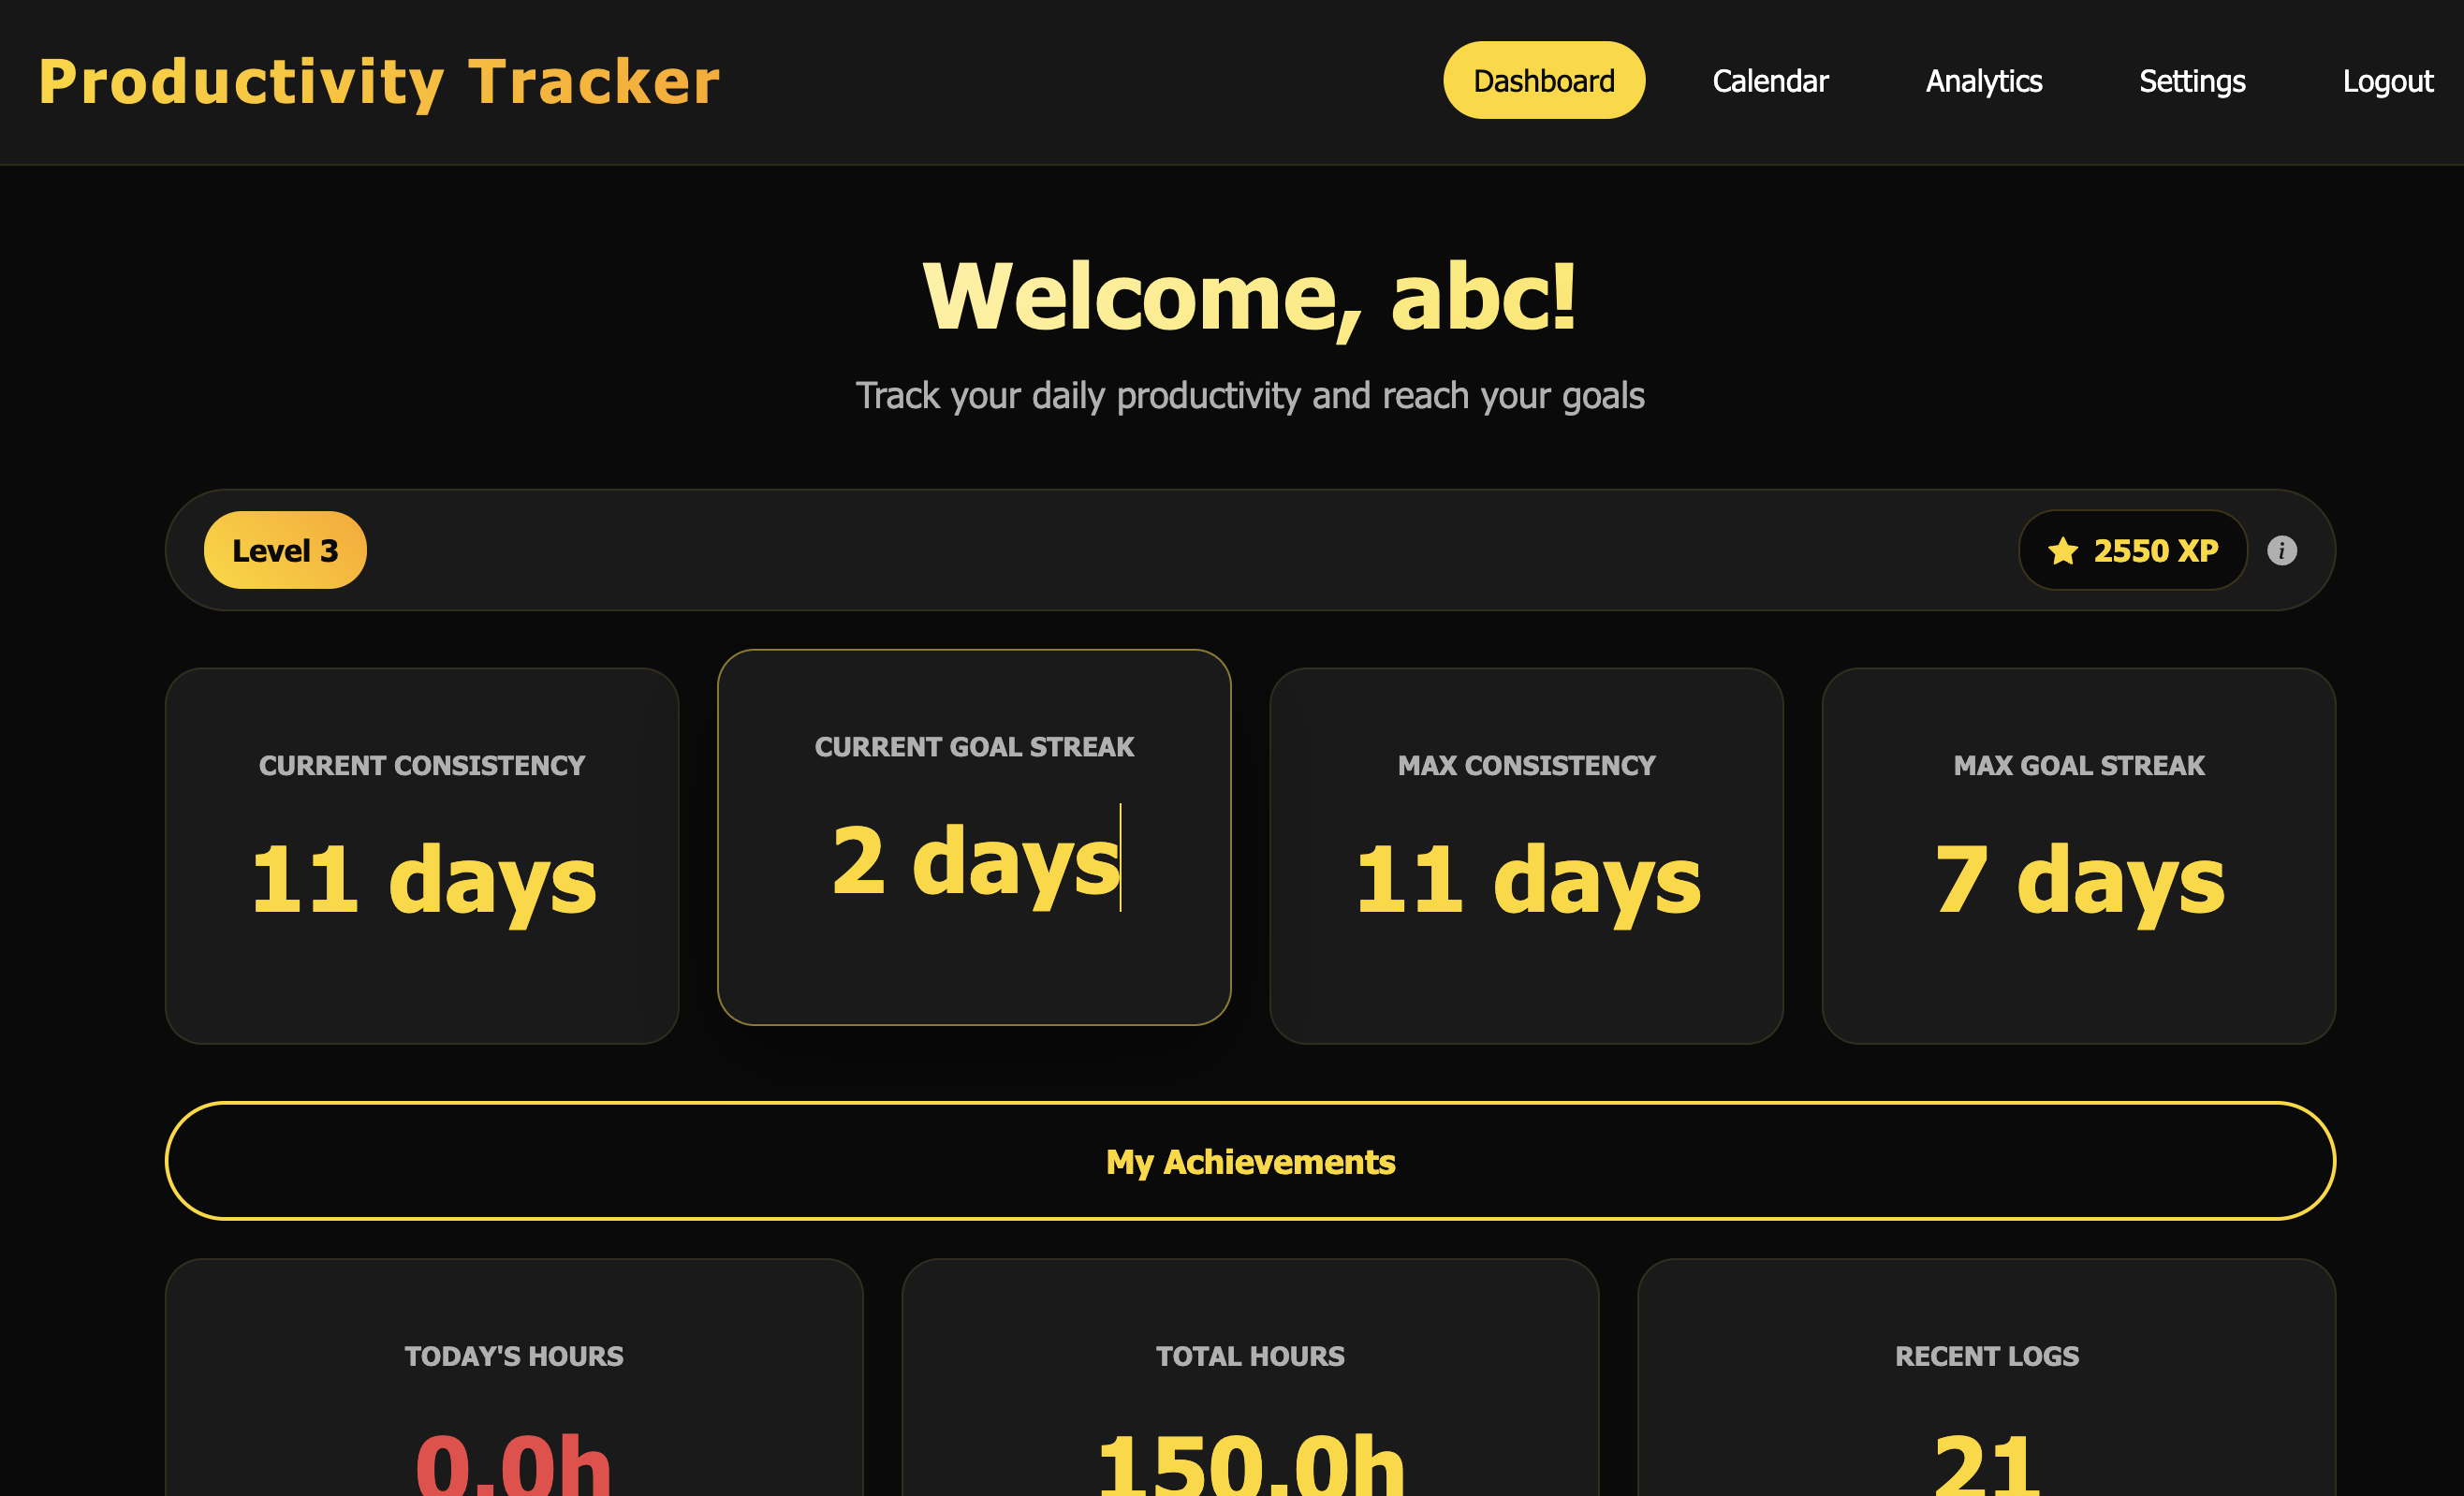 Productivity Tracker
Dashboard
Calendar
Analytics
Settings
Logout
Welcome, abc!
Track your daily productivity and reach your goals
Level 3
2550 XP
i
CURRENT CONSISTENCY
11 days
CURRENT GOAL STREAK
2 days
MAX CONSISTENCY
11 days
MAX GOAL STREAK
7 days
My Achievements
TODAY'S HOURS
0.0h
TOTAL HOURS
150.0h
RECENT LOGS
21